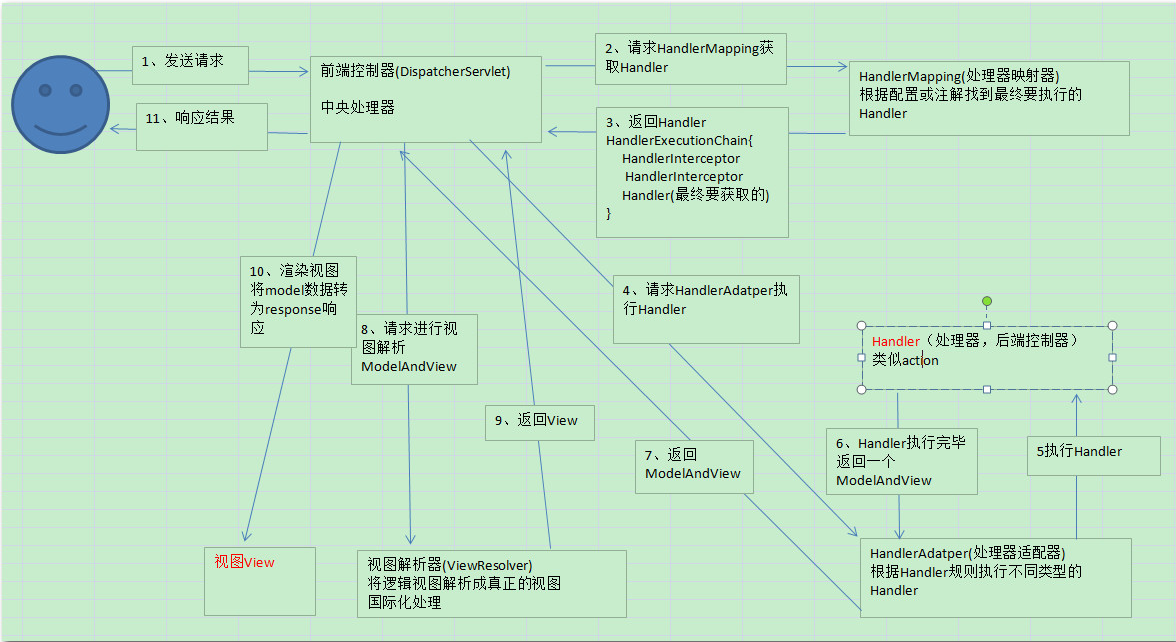 1、发送请求
11、响应结果
前端控制器(DispatcherServlet)
中央处理器
2、请求HandlerMapping获
取Handler
HandlerMapping(处理器映射器)
根据配置或注解找到最终要执行的
Handler
3、返回Handler
HandlerExecutionChain{
HandlerInterceptor
HandlerInterceptor
Handler(最终要获取的)
}
4、请求HandlerAdatper执
行Handler
Handler（处理器，后端控制器）
类似action
5执行Handler
6、Handler执行完毕
返回一个
ModelAndView
HandlerAdatper(处理器适配器)
根据Handler规则执行不同类型的
Handler
7、返回
ModelAndView
8、请求进行视
图解析
ModelAndView
视图解析器(ViewResolver)
将逻辑视图解析成真正的视图
国际化处理
9、返回View
10、渲染视图
将model数据转
为response响
应
视图View